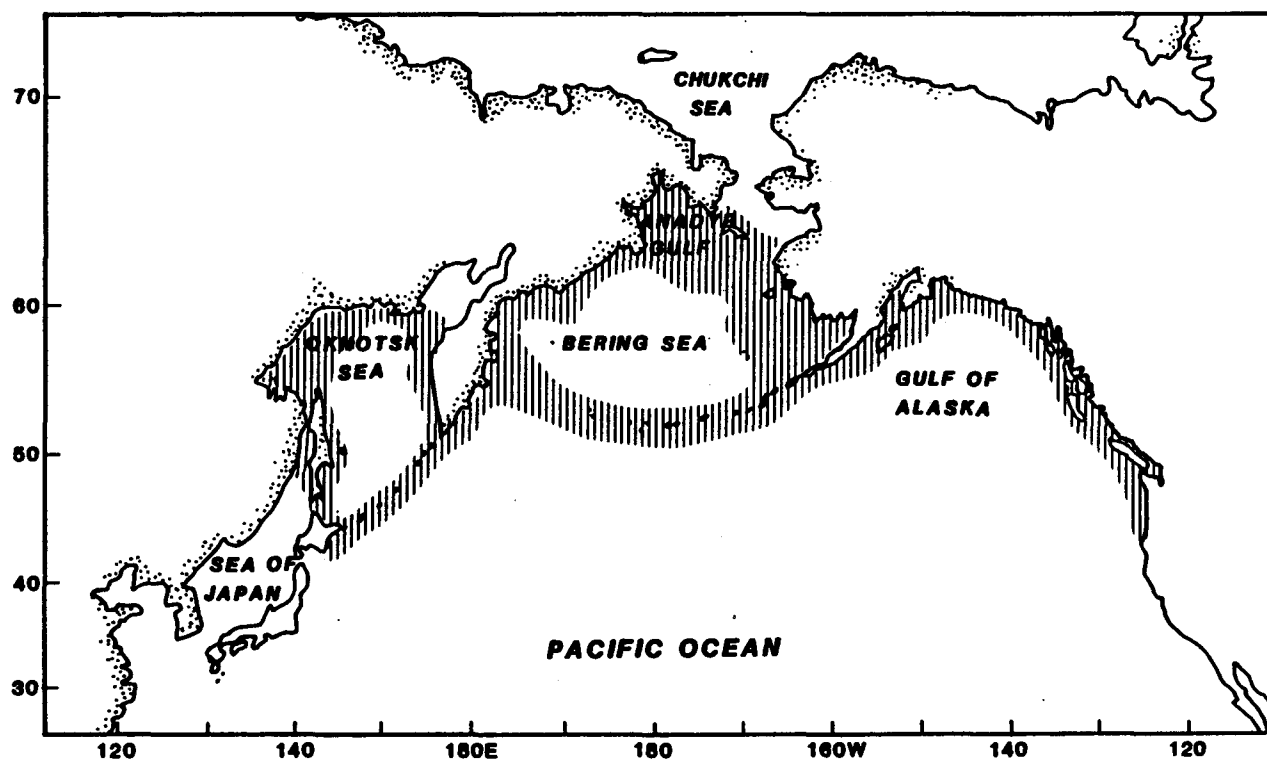 70
CHUKCHI
SEA
ANADYR
GULF
60
OKHOTSK
SEA
BERING SEA
GULF OF
ALASKA
50
SEA OF
JAPAN
40
PACIFIC OCEAN
30
120 140 160E 180 160W 140 120